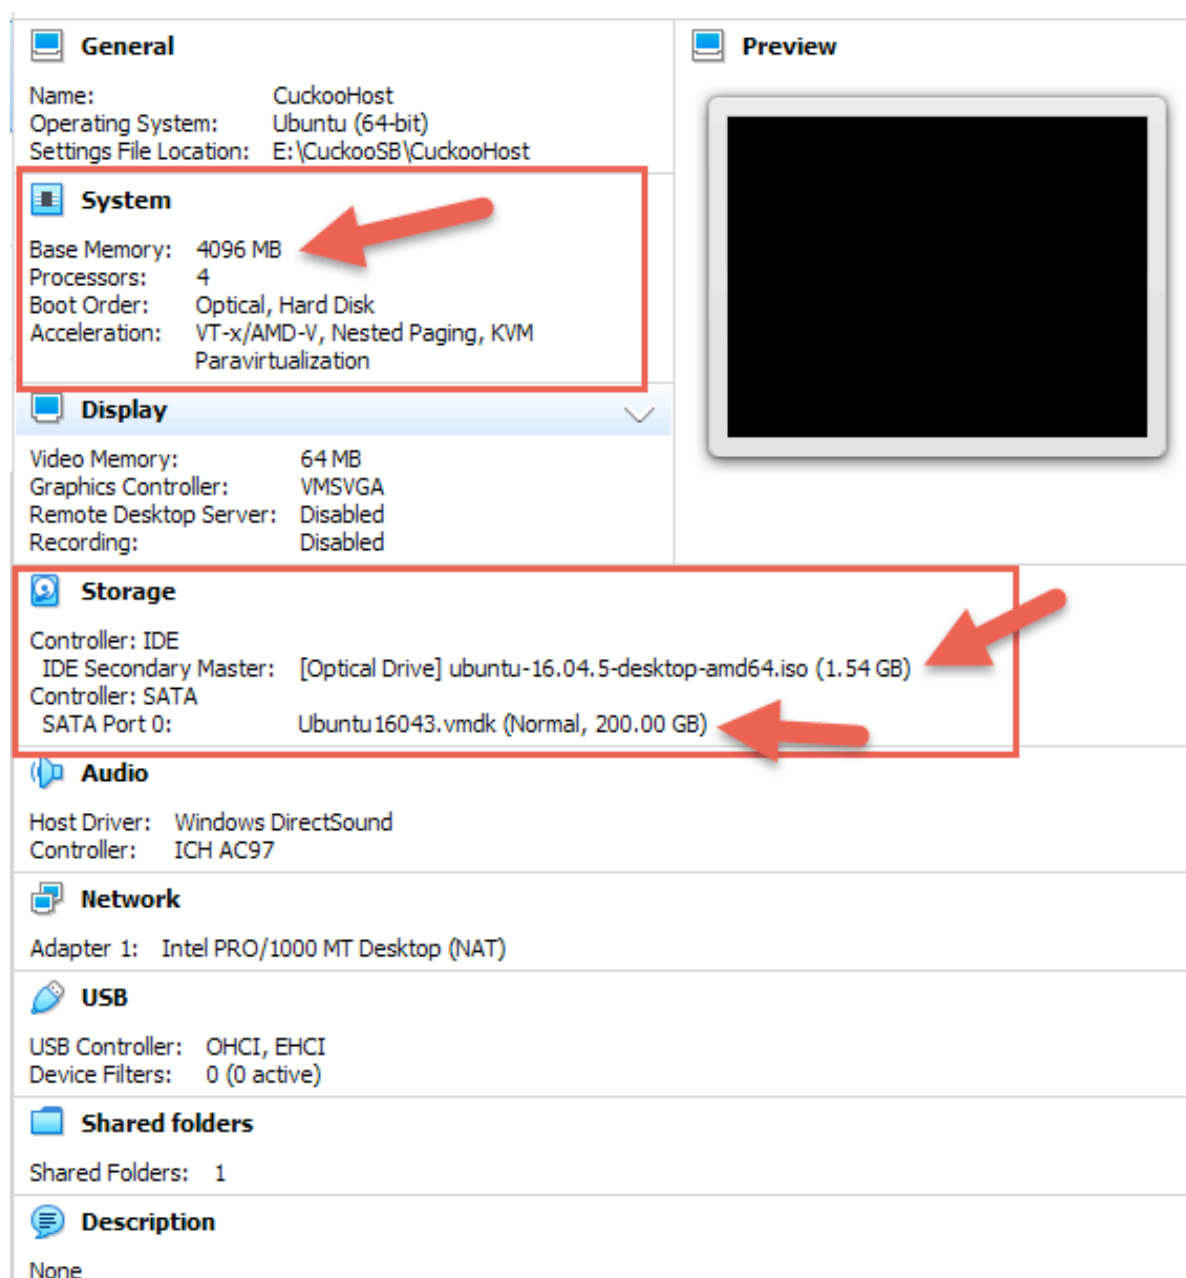 General
Name: CuckooHost
Operating System: Ubuntu (64-bit)
Settings File Location: E:\CuckooSB\CuckooHost
Preview
System
Base Memory: 4096 MB
Processors: 4
Boot Order: Optical, Hard Disk
Acceleration: VT-x/AMD-V, Nested Paging, KVM
Paravirtualization
Display
Video Memory: 64 MB
Graphics Controller: VMSVGA
Remote Desktop Server: Disabled
Recording: Disabled
Storage
Controller: IDE
IDE Secondary Master: [Optical Drive] ubuntu-16.04.5-desktop-amd64.iso (1.54 GB)
Controller: SATA
SATA Port 0: Ubuntu16043.vmdk (Normal, 200.00 GB)
Audio
Host Driver: Windows DirectSound
Controller: ICH AC97
Network
Adapter 1: Intel PRO/1000 MT Desktop (NAT)
USB
USB Controller: OHCI, EHCI
Device Filters: 0 (0 active)
Shared folders
Shared Folders: 1
Description
None